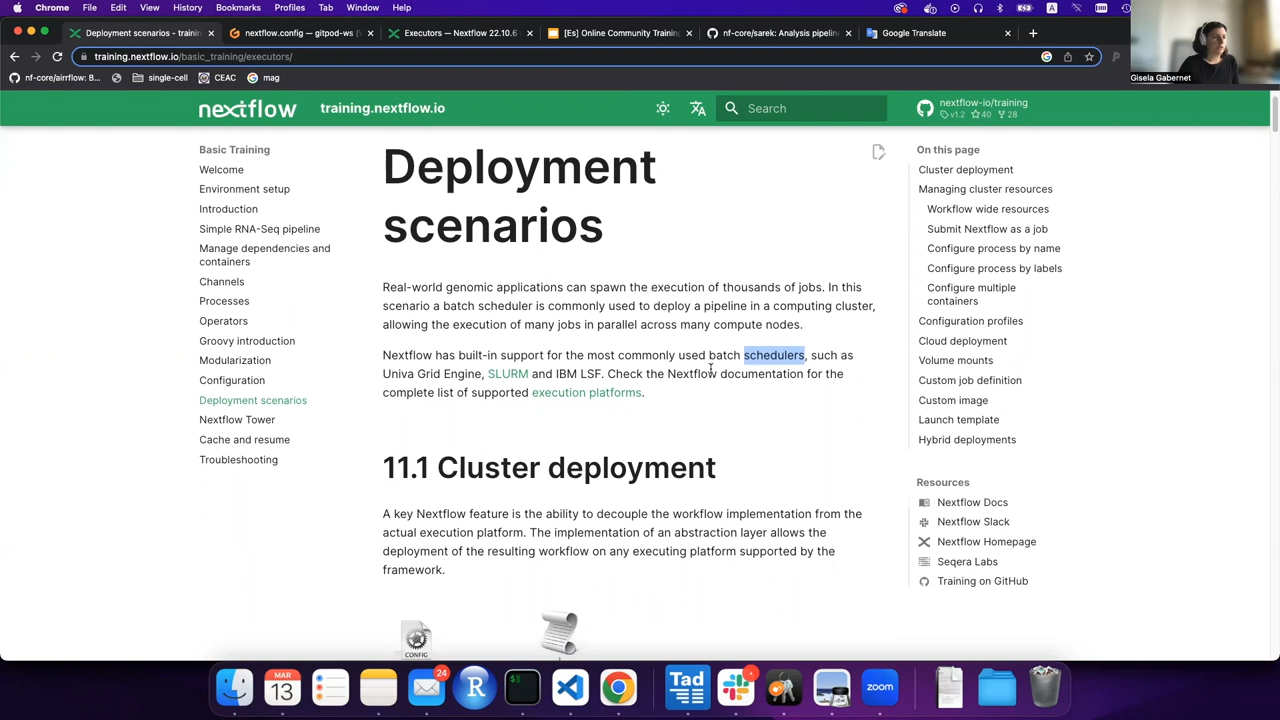 Chrome File Edit View History Bookmarks Profiles Tab Window Help
Deployment scenarios - trainin
nextflow.config — gitpod-ws (
Executors — Nextflow 22.10.6
[Es] Online Community Training
nf-core/sarek: Analysis pipelin
Google Translate
training.nextflow.io/basic_training/executors/
nf-core/airrflow: B...
single-cell
CEAC
mag
Gisela Gabernet
nextflow
training.nextflow.io
Search
nextflow-io/training
v1.2 40 28
Basic Training
Welcome
Environment setup
Introduction
Simple RNA-Seq pipeline
Manage dependencies and
containers
Channels
Processes
Operators
Groovy introduction
Modularization
Configuration
Deployment scenarios
Nextflow Tower
Cache and resume
Troubleshooting
Deployment
scenarios
Real-world genomic applications can spawn the execution of thousands of jobs. In this
scenario a batch scheduler is commonly used to deploy a pipeline in a computing cluster,
allowing the execution of many jobs in parallel across many compute nodes.
Nextflow has built-in support for the most commonly used batch schedulers, such as
Univa Grid Engine, SLURM and IBM LSF. Check the Nextflow documentation for the
complete list of supported execution platforms.
11.1 Cluster deployment
A key Nextflow feature is the ability to decouple the workflow implementation from the
actual execution platform. The implementation of an abstraction layer allows the
deployment of the resulting workflow on any executing platform supported by the
framework.
CONFIG
On this page
Cluster deployment
Managing cluster resources
Workflow wide resources
Submit Nextflow as a job
Configure process by name
Configure process by labels
Configure multiple
containers
Configuration profiles
Cloud deployment
Volume mounts
Custom job definition
Custom image
Launch template
Hybrid deployments
Resources
Nextflow Docs
Nextflow Slack
Nextflow Homepage
Seqera Labs
Training on GitHub
MAR
13
24
R
$
Tad
zoom